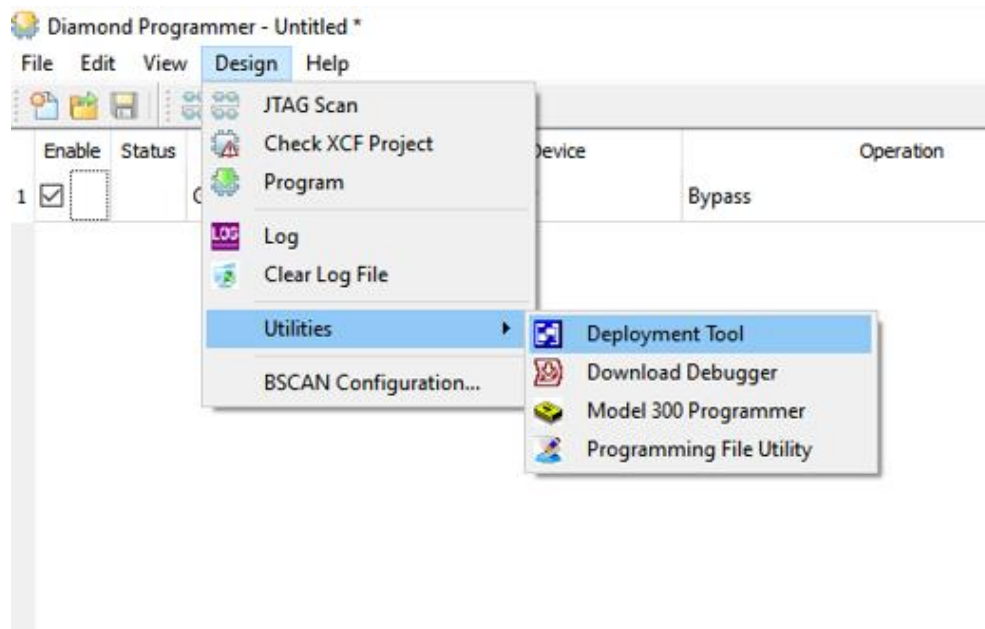 Diamond Programmer - Untitled *
File Edit View Design Help
JTAG Scan
Enable Status Check XCF Project Device Operation
1 Program Bypass
LOG Log
Clear Log File
Utilities Deployment Tool
Download Debugger
BSCAN Configuration... Model 300 Programmer
Programming File Utility